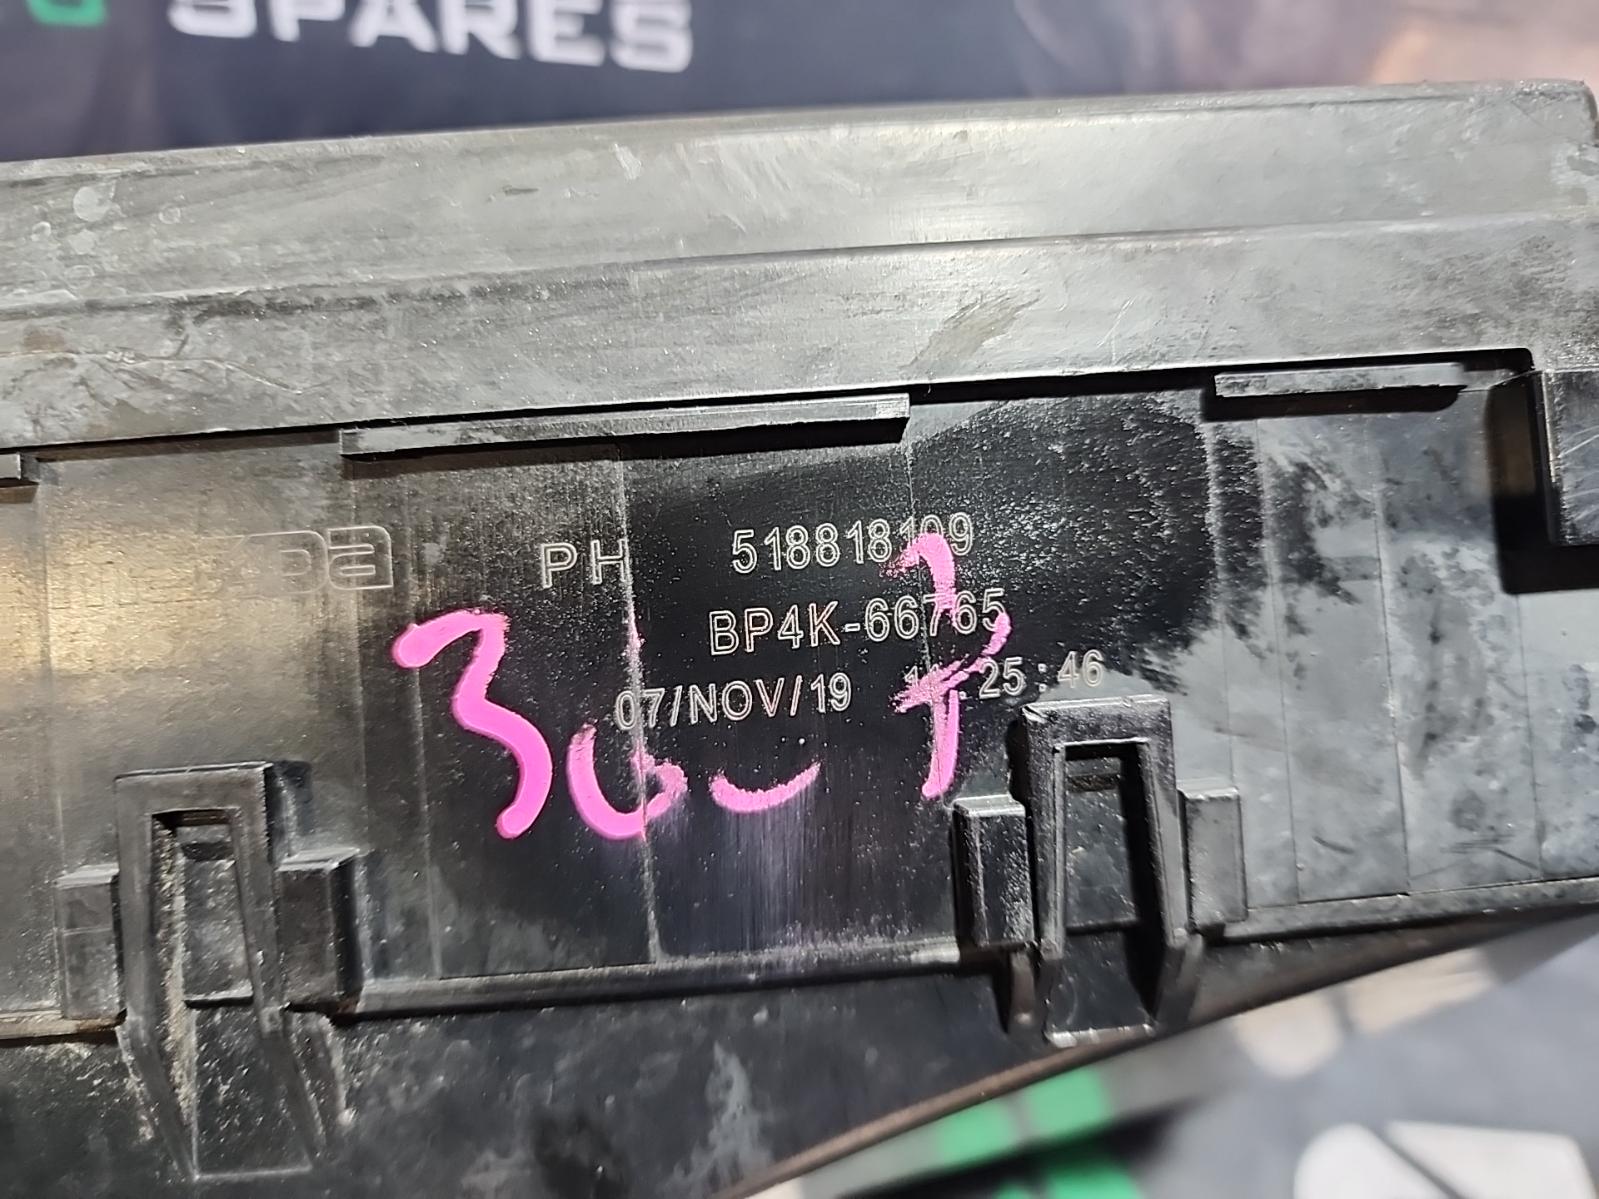 SPARES
PH 518818109
BP4K-66765
07/NOV/19 :25:46